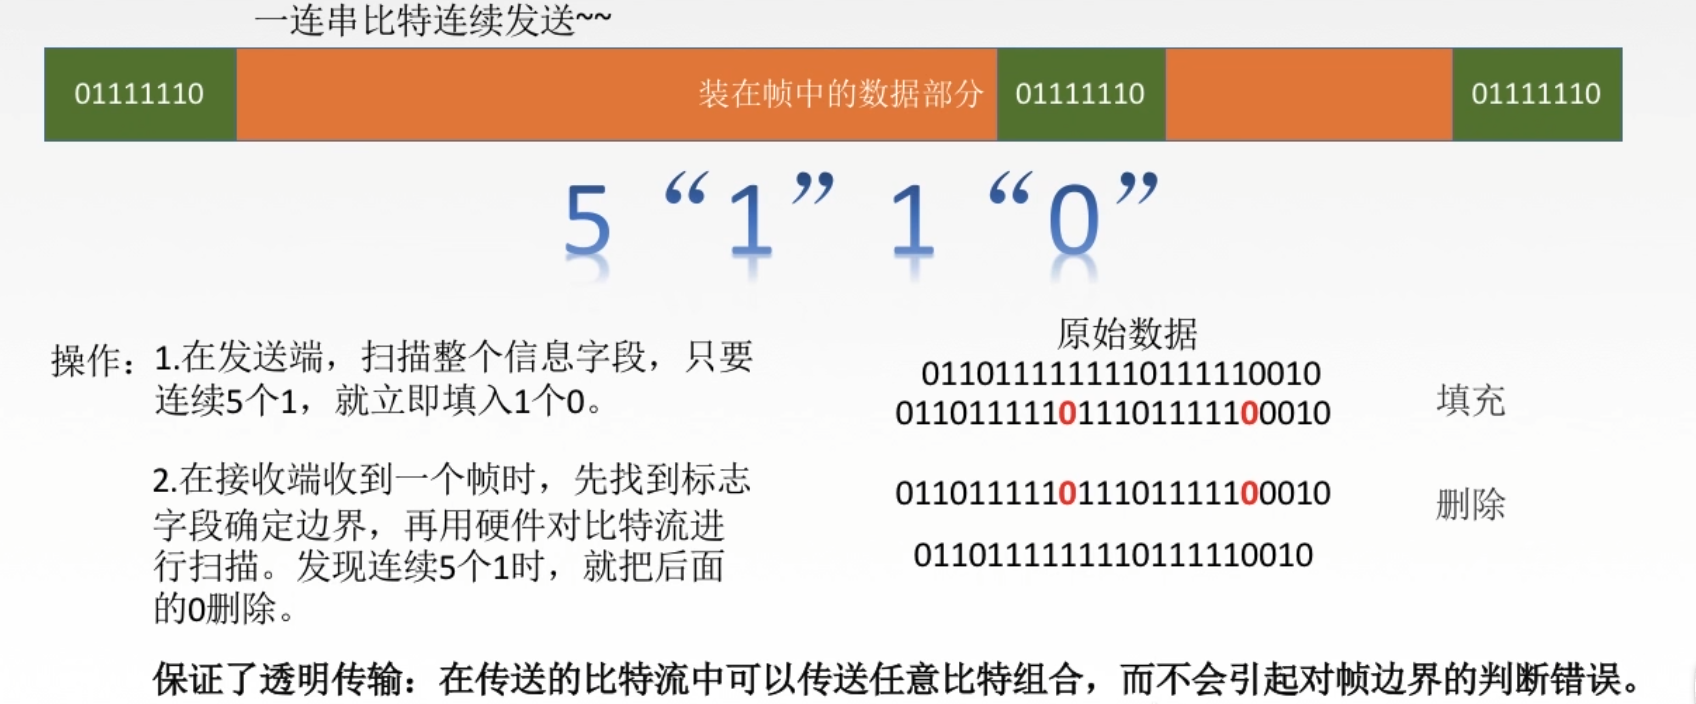 一连串比特连续发送~~
01111110 装在帧中的数据部分 01111110 01111110
5 “1” 1 “0”
原始数据
操作：1.在发送端，扫描整个信息字段，只要
连续5个1，就立即填入1个0。
0110111111110111110010
011011111011101111100010 填充
2.在接收端收到一个帧时，先找到标志
字段确定边界，再用硬件对比特流进
行扫描。发现连续5个1时，就把后面
的0删除。
011011111011101111100010 删除
0110111111110111110010
保证了透明传输：在传送的比特流中可以传送任意比特组合，而不会引起对帧边界的判断错误。